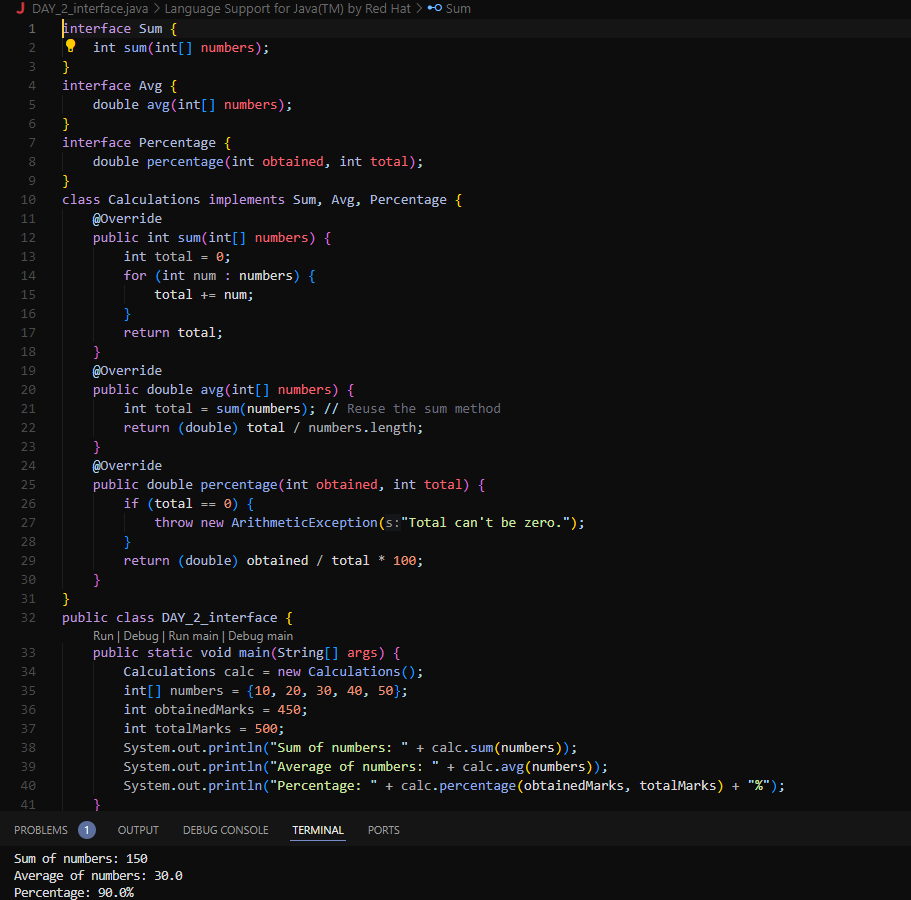 DAY_2_interface.java > Language Support for Java(TM) by Red Hat > Sum
1 interface Sum {
2     int sum(int[] numbers);
3 }
4 interface Avg {
5     double avg(int[] numbers);
6 }
7 interface Percentage {
8     double percentage(int obtained, int total);
9 }
10 class Calculations implements Sum, Avg, Percentage {
11     @Override
12     public int sum(int[] numbers) {
13         int total = 0;
14         for (int num : numbers) {
15             total += num;
16         }
17         return total;
18     }
19     @Override
20     public double avg(int[] numbers) {
21         int total = sum(numbers); // Reuse the sum method
22         return (double) total / numbers.length;
23     }
24     @Override
25     public double percentage(int obtained, int total) {
26         if (total == 0) {
27             throw new ArithmeticException(s:"Total can't be zero.");
28         }
29         return (double) obtained / total * 100;
30     }
31 }
32 public class DAY_2_interface {
Run | Debug | Run main | Debug main
33     public static void main(String[] args) {
34         Calculations calc = new Calculations();
35         int[] numbers = {10, 20, 30, 40, 50};
36         int obtainedMarks = 450;
37         int totalMarks = 500;
38         System.out.println("Sum of numbers: " + calc.sum(numbers));
39         System.out.println("Average of numbers: " + calc.avg(numbers));
40         System.out.println("Percentage: " + calc.percentage(obtainedMarks, totalMarks) + "%");
41     }
PROBLEMS 1 OUTPUT DEBUG CONSOLE TERMINAL PORTS
Sum of numbers: 150
Average of numbers: 30.0
Percentage: 90.0%